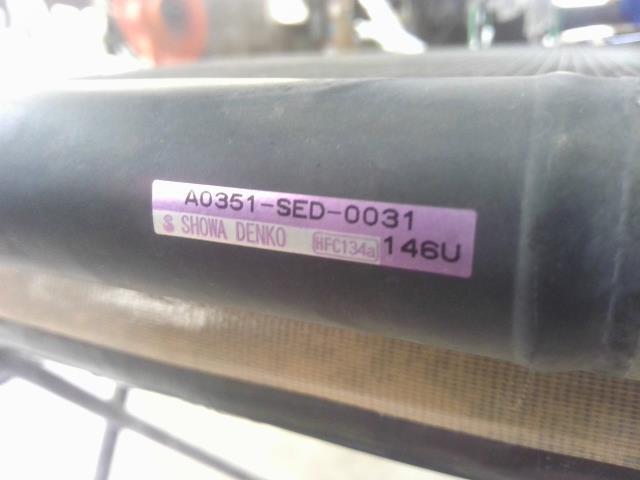 A0351-SED-0031
S SHOWA DENKO HFC134a 146U